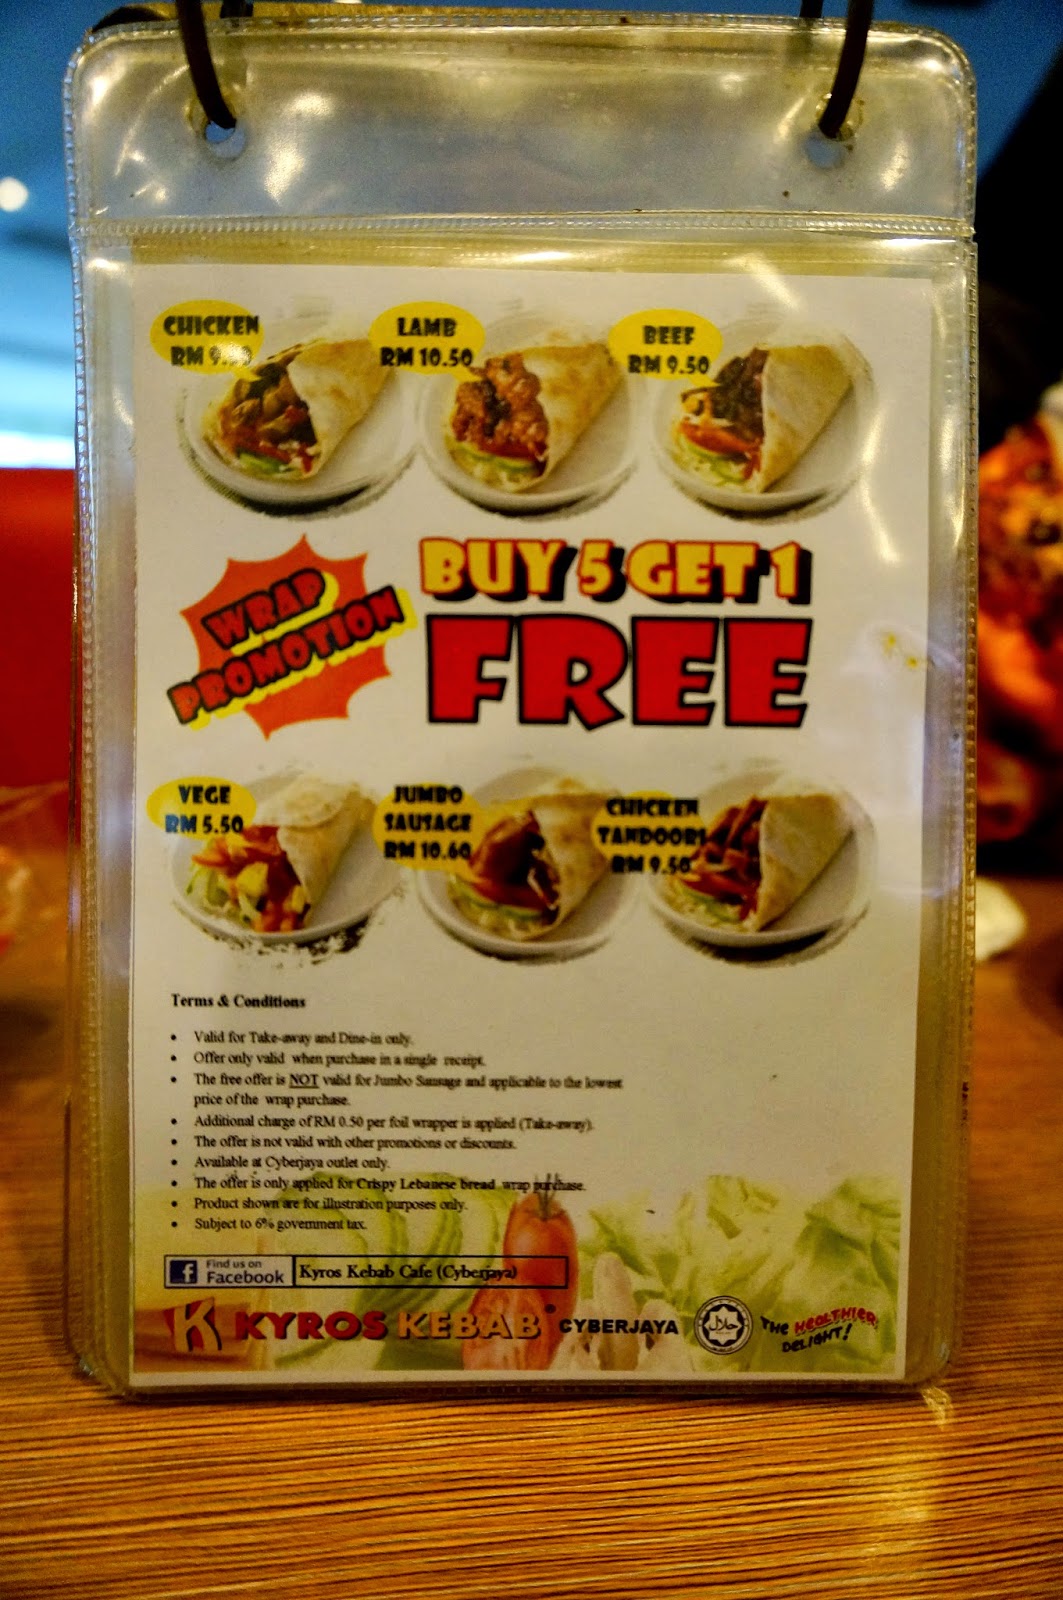 CHICKEN
RM 9.
LAMB
RM 10.50
BEEF
RM 9.50
WRAP
PROMOTION
BUY 5 GET 1
FREE
VEGE
RM 5.50
JUMBO
SAUSAGE
RM 10.60
CHICKEN
TANDOORI
RM 9.50
Terms & Conditions
• Valid for Take-away and Dine-in only.
• Offer only valid when purchase in a single receipt.
• The free offer is NOT valid for Jumbo Sausage and applicable to the lowest
price of the wrap purchase.
• Additional charge of RM 0.50 per foil wrapper is applied (Take-away).
• The offer is not valid with other promotions or discounts.
• Available at Cyberjaya outlet only.
• The offer is only applied for Crispy Lebanese bread wrap purchase.
• Product shown are for illustration purposes only.
• Subject to 6% government tax.
f Find us on
Facebook
Kyros Kebab Cafe (Cyberjaya)
K KYROS KEBAB® CYBERJAYA
حلال
THE HEALTHIER
DELIGHT!